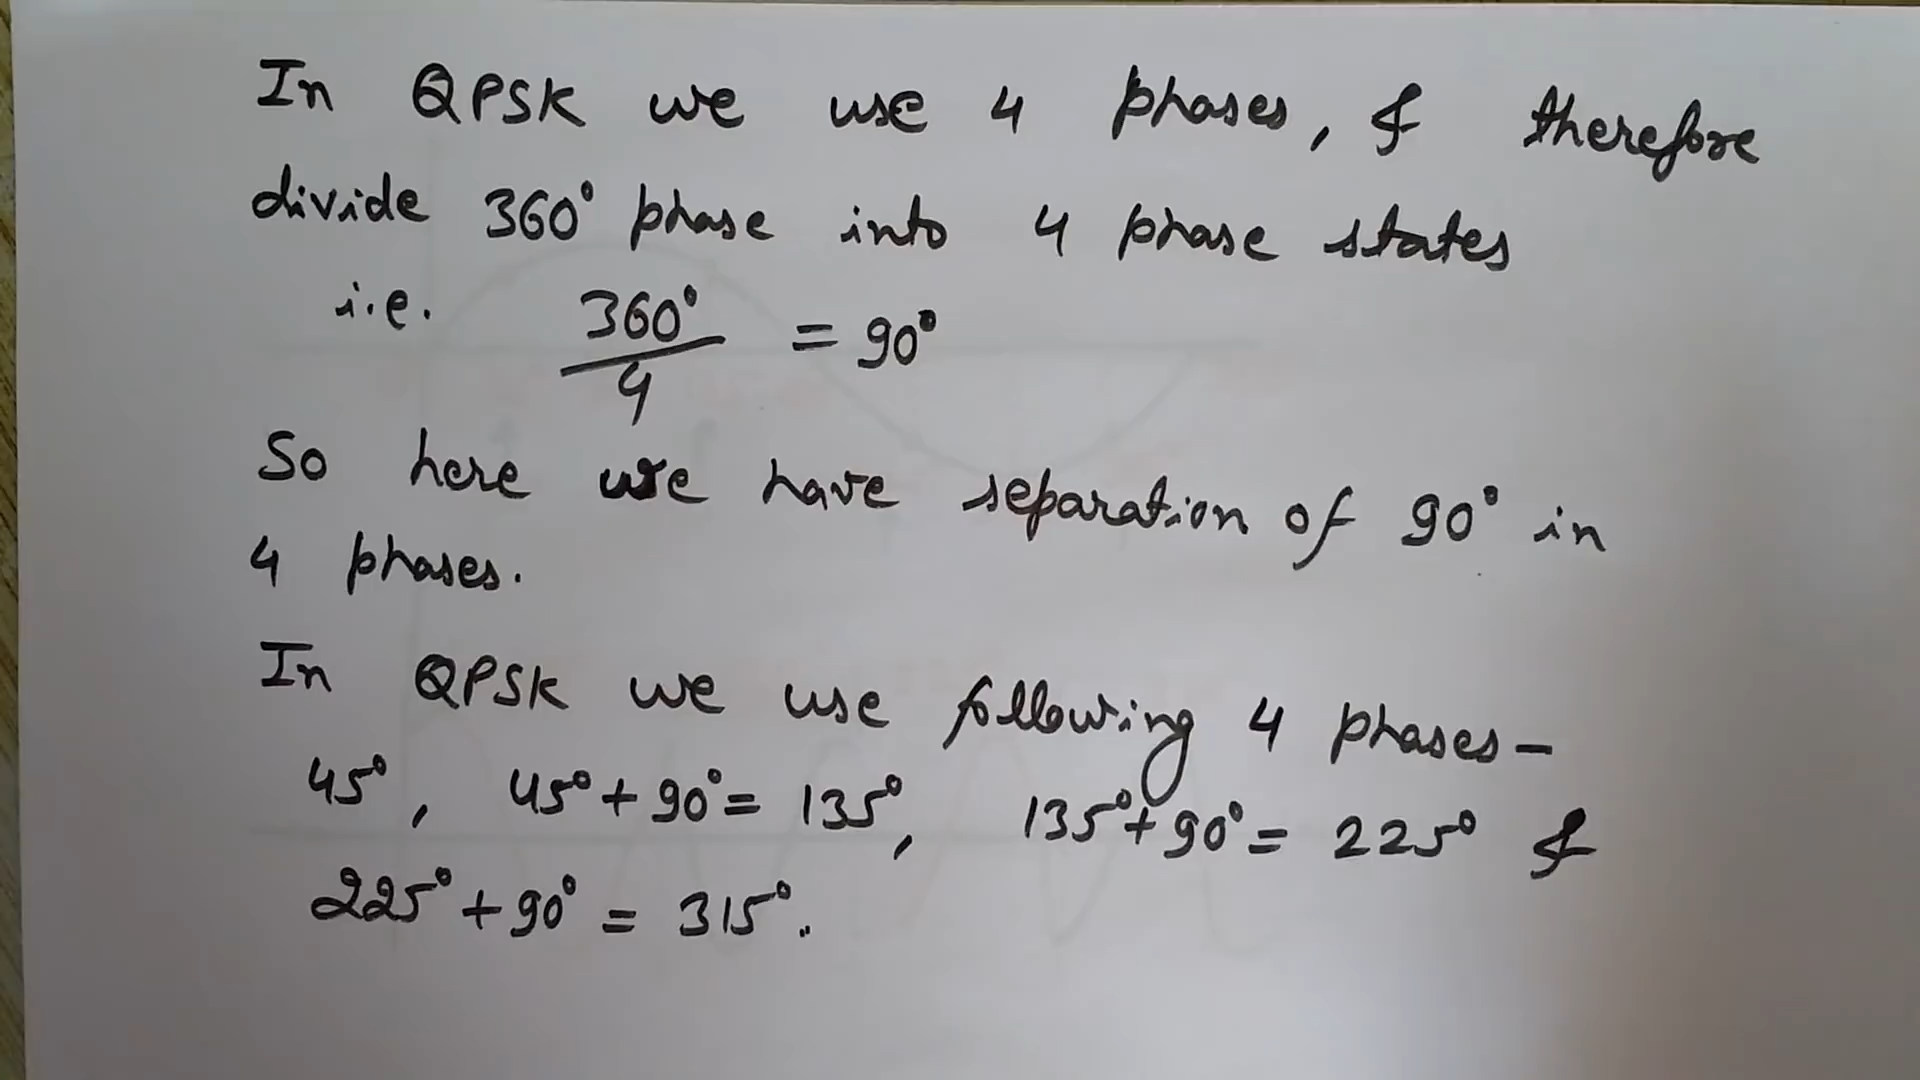 In QPSK we use 4 phases, & therefore
divide 360° phase into 4 phase states
i.e. 360°/4 = 90°
So here we have separation of 90° in
4 phases.
In QPSK we use following 4 phases-
45°, 45°+90°= 135°, 135°+90°= 225° &
225°+90° = 315°.